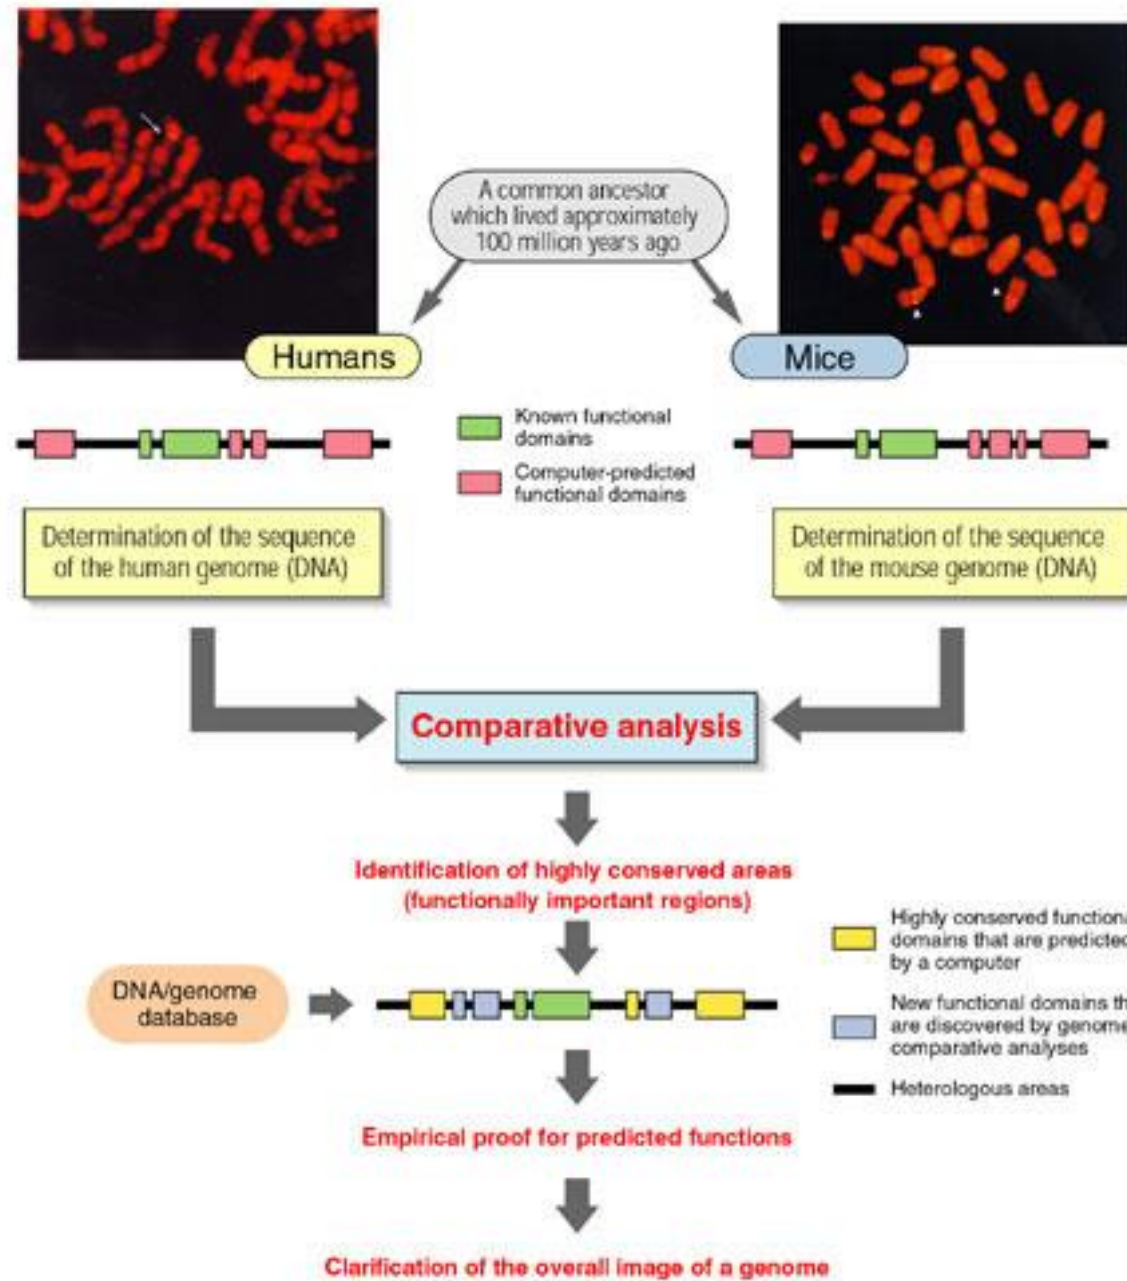 A common ancestor
which lived approximately
100 million years ago
Humans
Mice
Known functional
domains
Computer-predicted
functional domains
Determination of the sequence
of the human genome (DNA)
Determination of the sequence
of the mouse genome (DNA)
Comparative analysis
Identification of highly conserved areas
(functionally important regions)
Highly conserved functiona
domains that are predicted
by a computer
DNA/genome
database
New functional domains th
are discovered by genome
comparative analyses
Heterologous areas
Empirical proof for predicted functions
Clarification of the overall image of a genome